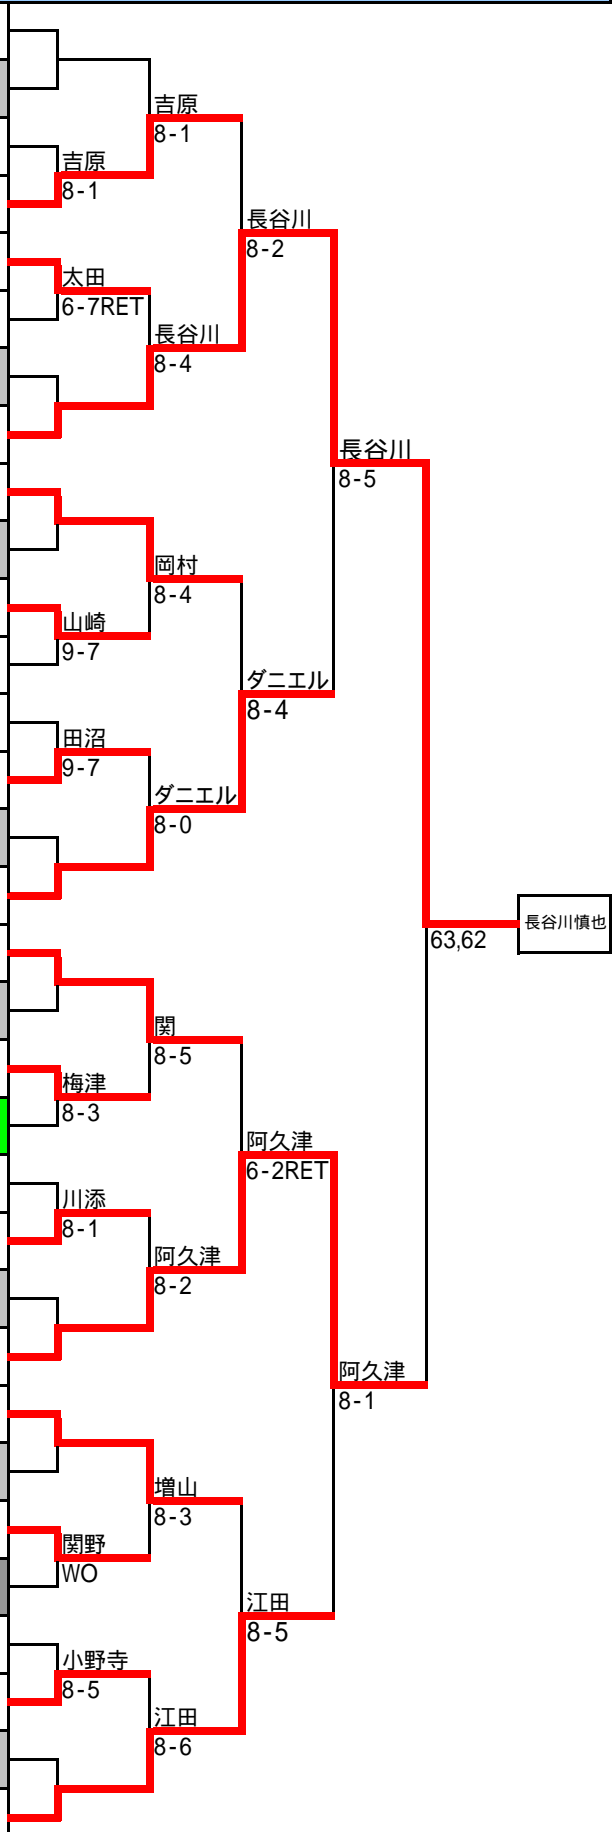 吉原
8-1
吉原
8-1
長谷川
8-2
太田
6-7RET
長谷川
8-4
長谷川
8-5
岡村
8-4
山崎
9-7
ダニエル
8-4
田沼
9-7
ダニエル
8-0
長谷川慎也
63,62
関
8-5
梅津
8-3
阿久津
6-2RET
川添
8-1
阿久津
8-2
阿久津
8-1
増山
8-3
関野
WO
江田
8-5
小野寺
8-5
江田
8-6